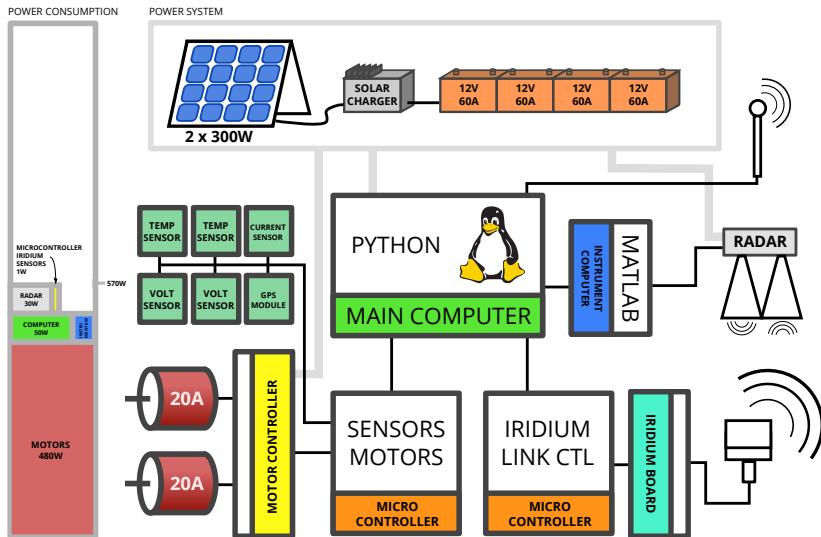 POWER CONSUMPTION
POWER SYSTEM
2 x 300W
SOLAR
CHARGER
12V
60A
12V
60A
12V
60A
12V
60A
MICROCONTROLLER
IRIDIUM
SENSORS
1W
570W
RADAR
30W
COMPUTER
50W
INSTRU
MOTORS
480W
TEMP
SENSOR
TEMP
SENSOR
CURRENT
SENSOR
VOLT
SENSOR
VOLT
SENSOR
GPS
MODULE
PYTHON
MAIN COMPUTER
INSTRUMENT
COMPUTER
MATLAB
RADAR
20A
20A
MOTOR CONTROLLER
SENSORS
MOTORS
MICRO
CONTROLLER
IRIDIUM
LINK CTL
MICRO
CONTROLLER
IRIDIUM BOARD